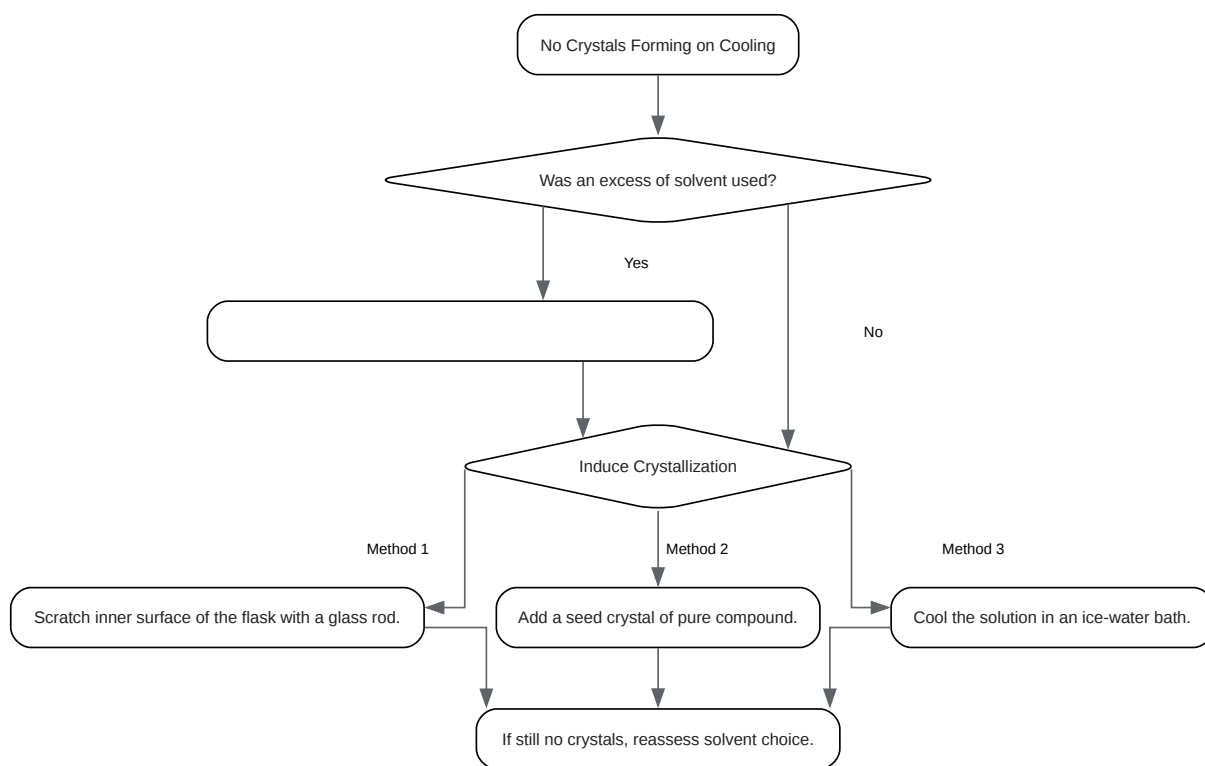 No Crystals Forming on Cooling
Was an excess of solvent used?
Yes
No
Induce Crystallization
Method 1
Method 2
Method 3
Scratch inner surface of the flask with a glass rod.
Add a seed crystal of pure compound.
Cool the solution in an ice-water bath.
If still no crystals, reassess solvent choice.